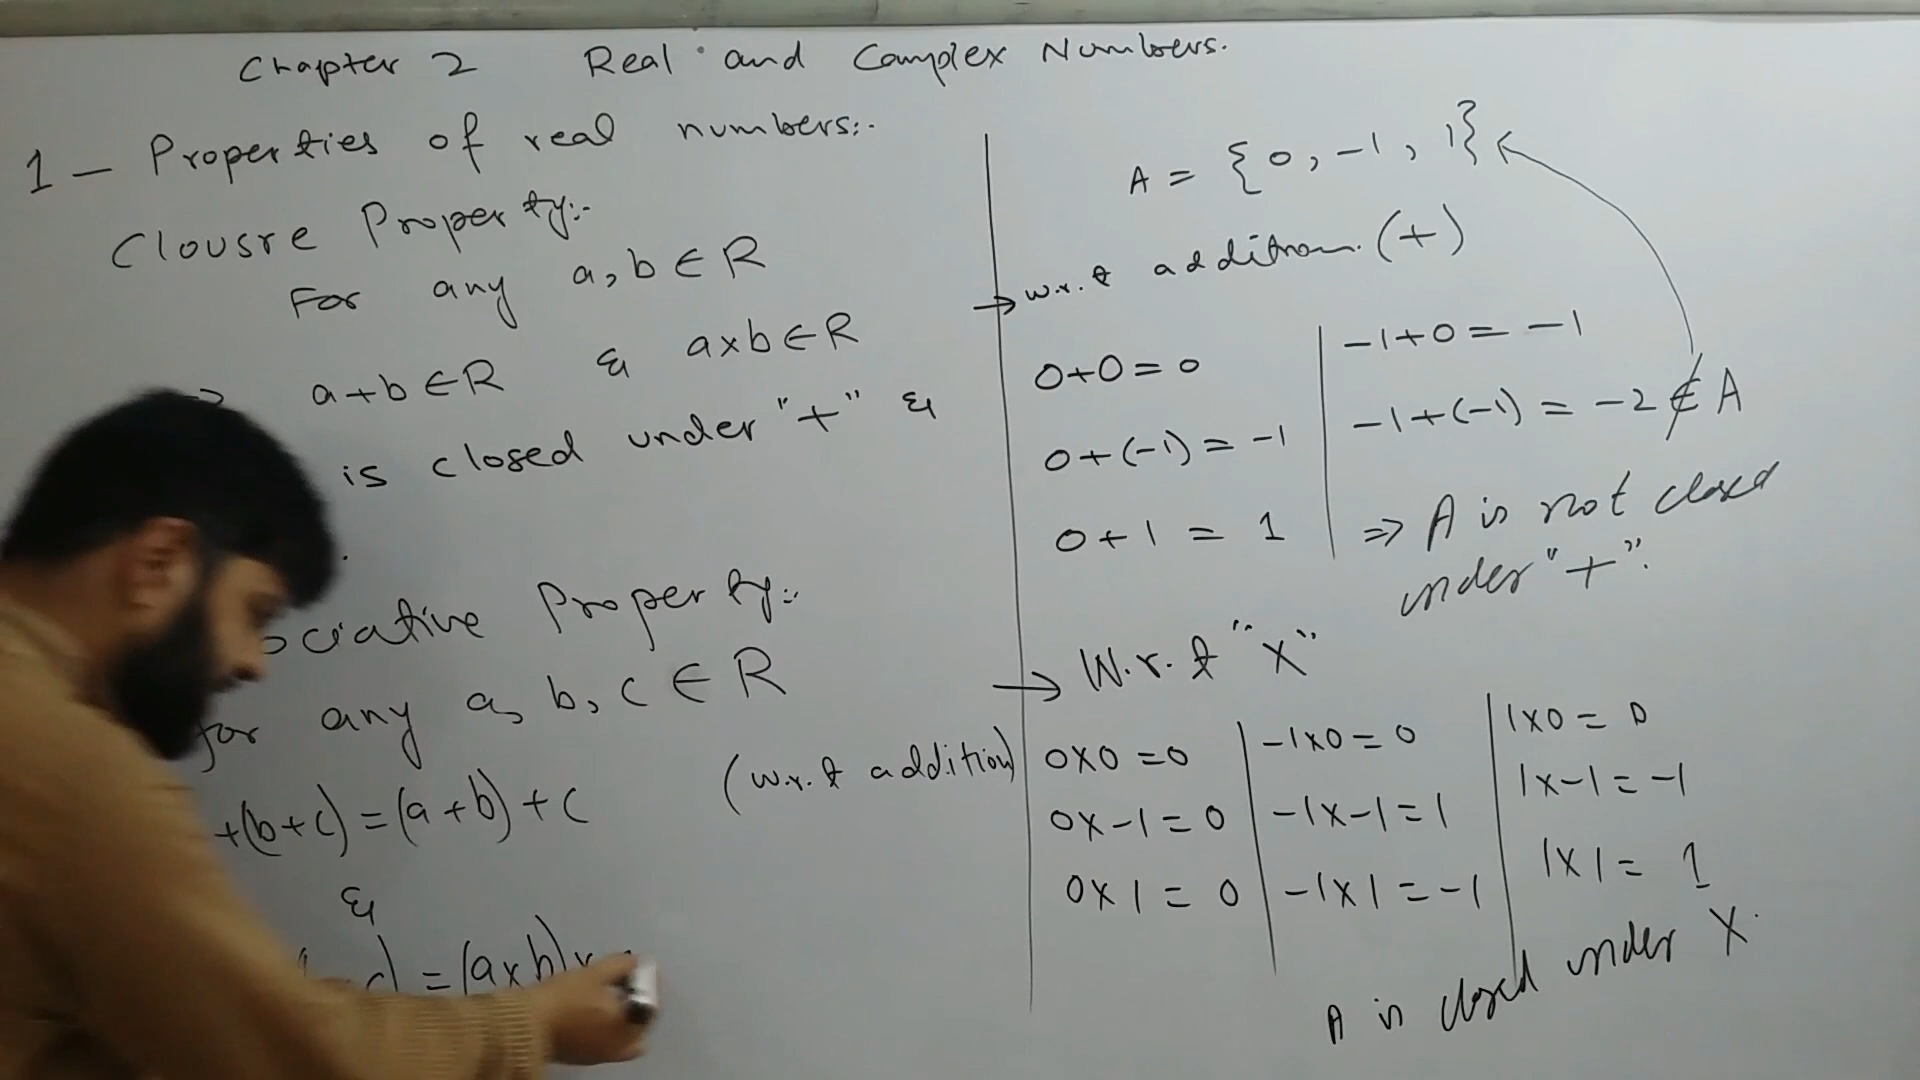 Chapter 2 Real and Complex Numbers.
1 — Properties of real numbers:-
Clousre Property:-
For any a, b ∈ R
a+b ∈ R & a×b ∈ R
is closed under "+" &
ociative Property:-
for any a, b, c ∈ R
+(b+c) = (a+b)+c (w.r.t addition)
&
c) = (a×b)×
A = {0, -1, 1}
→ w.r.t addition. (+)
0+0 = 0
0+(-1) = -1
0+1 = 1
-1+0 = -1
-1+(-1) = -2 ∉ A
⇒ A is not closed
under "+".
→ W.r.t "X"
0×0 = 0
0×-1 = 0
0×1 = 0
-1×0 = 0
-1×-1 = 1
-1×1 = -1
1×0 = 0
1×-1 = -1
1×1 = 1
A is closed under X.